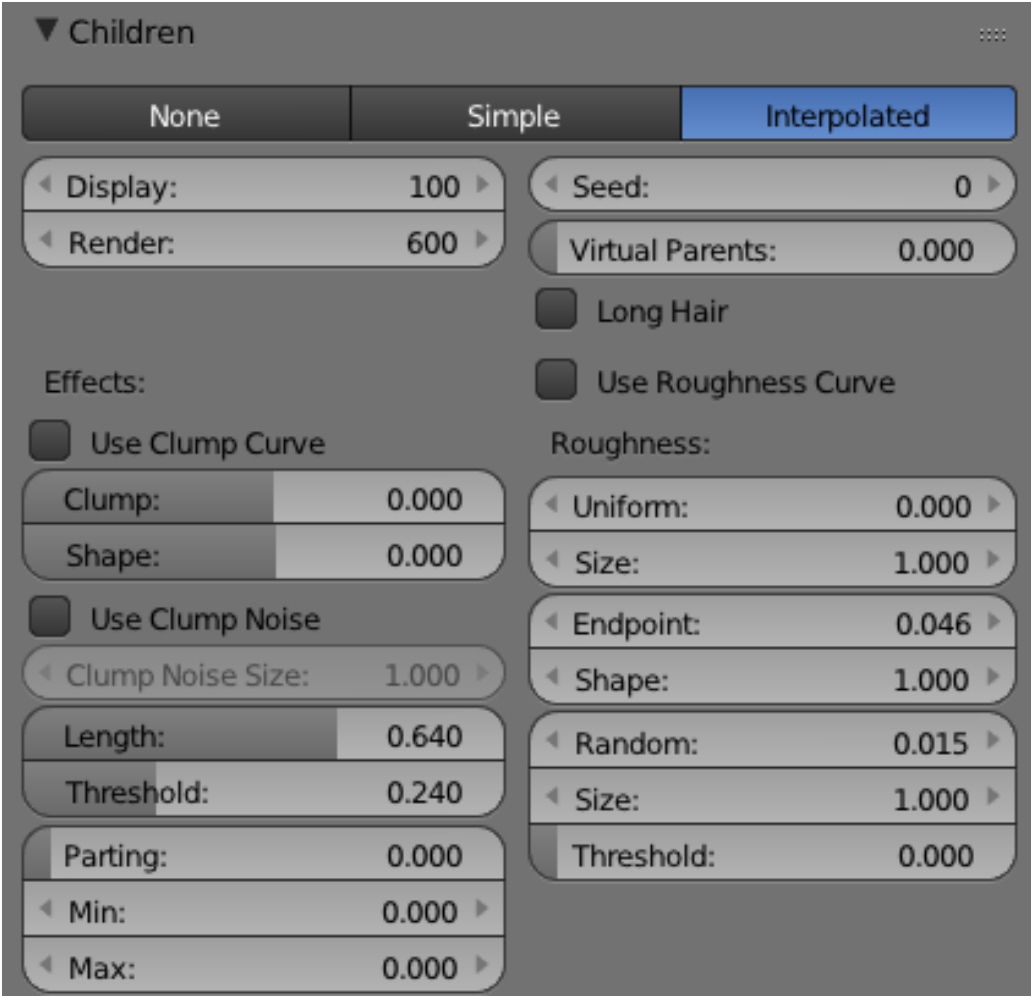 Children
None Simple Interpolated
Display: 100
Render: 600
Seed: 0
Virtual Parents: 0.000
Long Hair
Effects:
Use Clump Curve
Clump: 0.000
Shape: 0.000
Use Clump Noise
Clump Noise Size: 1.000
Length: 0.640
Threshold: 0.240
Parting: 0.000
Min: 0.000
Max: 0.000
Use Roughness Curve
Roughness:
Uniform: 0.000
Size: 1.000
Endpoint: 0.046
Shape: 1.000
Random: 0.015
Size: 1.000
Threshold: 0.000